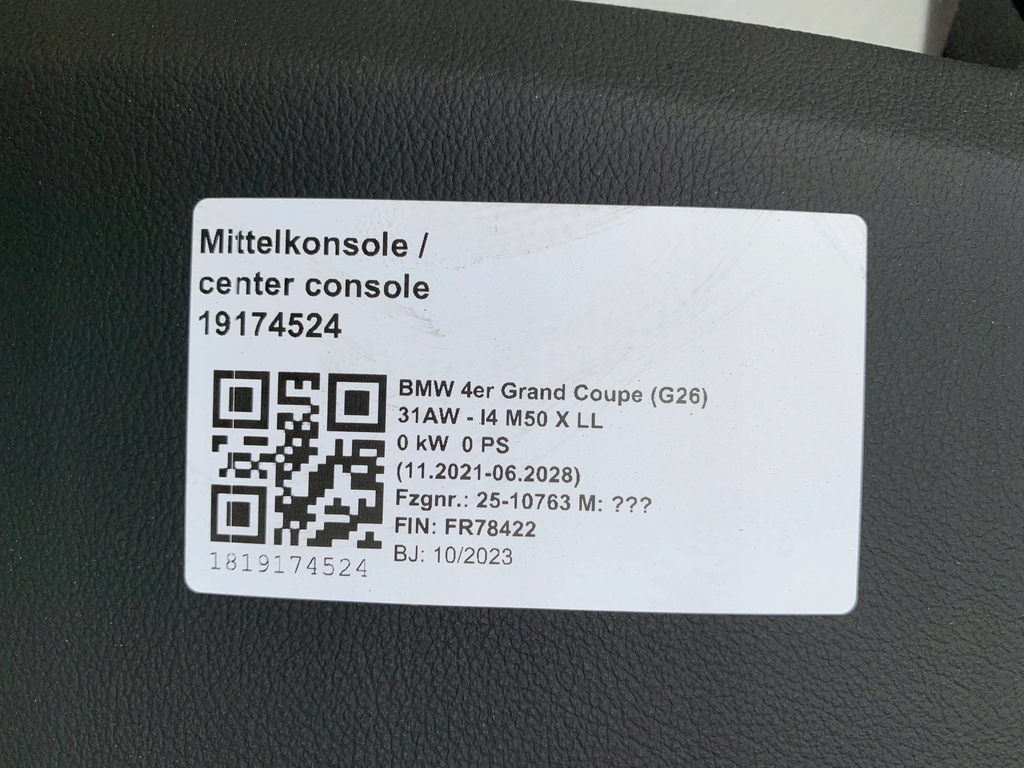 Mittelkonsole /
center console
19174524
BMW 4er Grand Coupe (G26)
31AW - I4 M50 X LL
0 kW 0 PS
(11.2021-06.2028)
Fzgnr.: 25-10763 M: ???
FIN: FR78422
BJ: 10/2023
1819174524